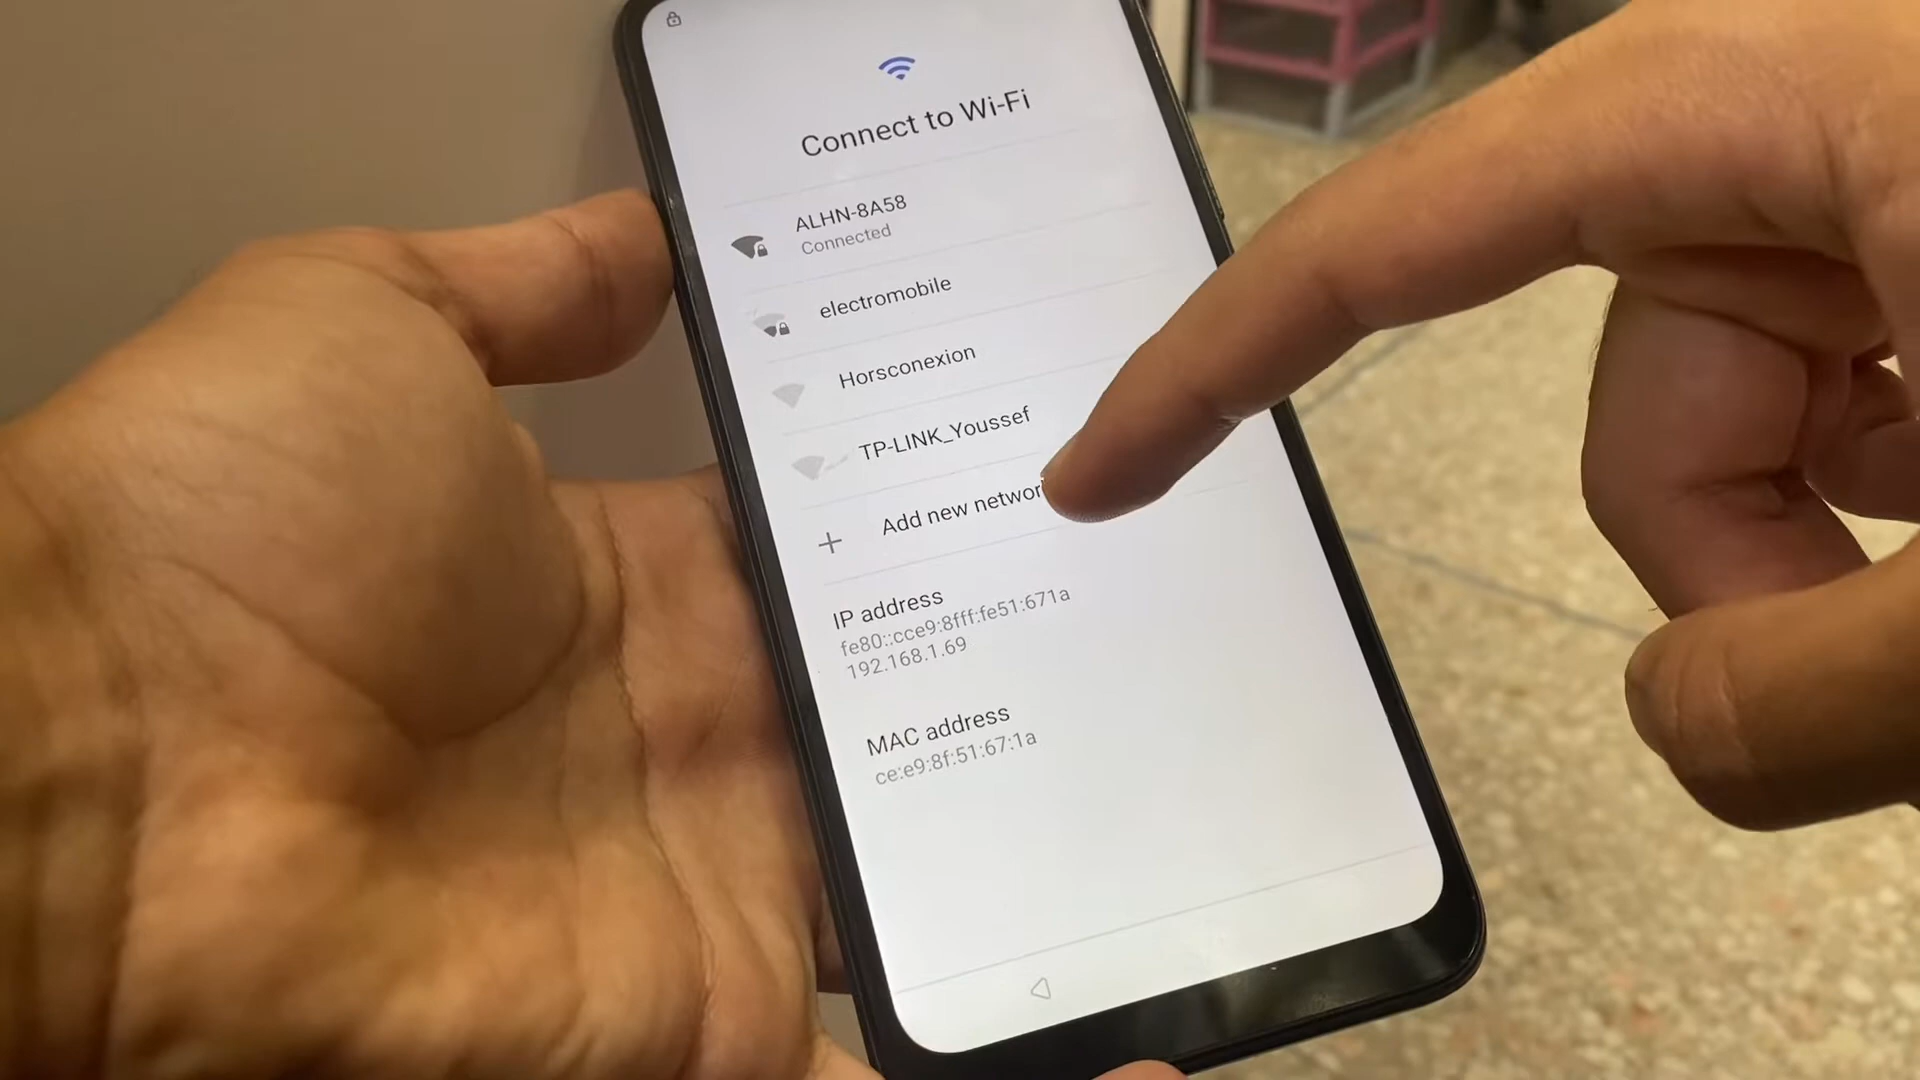 Connect to Wi-Fi
ALHN-8A58
Connected
electromobile
Horsconexion
TP-LINK_Youssef
Add new networ
IP address
fe80::cce9:8fff:fe51:671a
192.168.1.69
MAC address
ce:e9:8f:51:67:1a